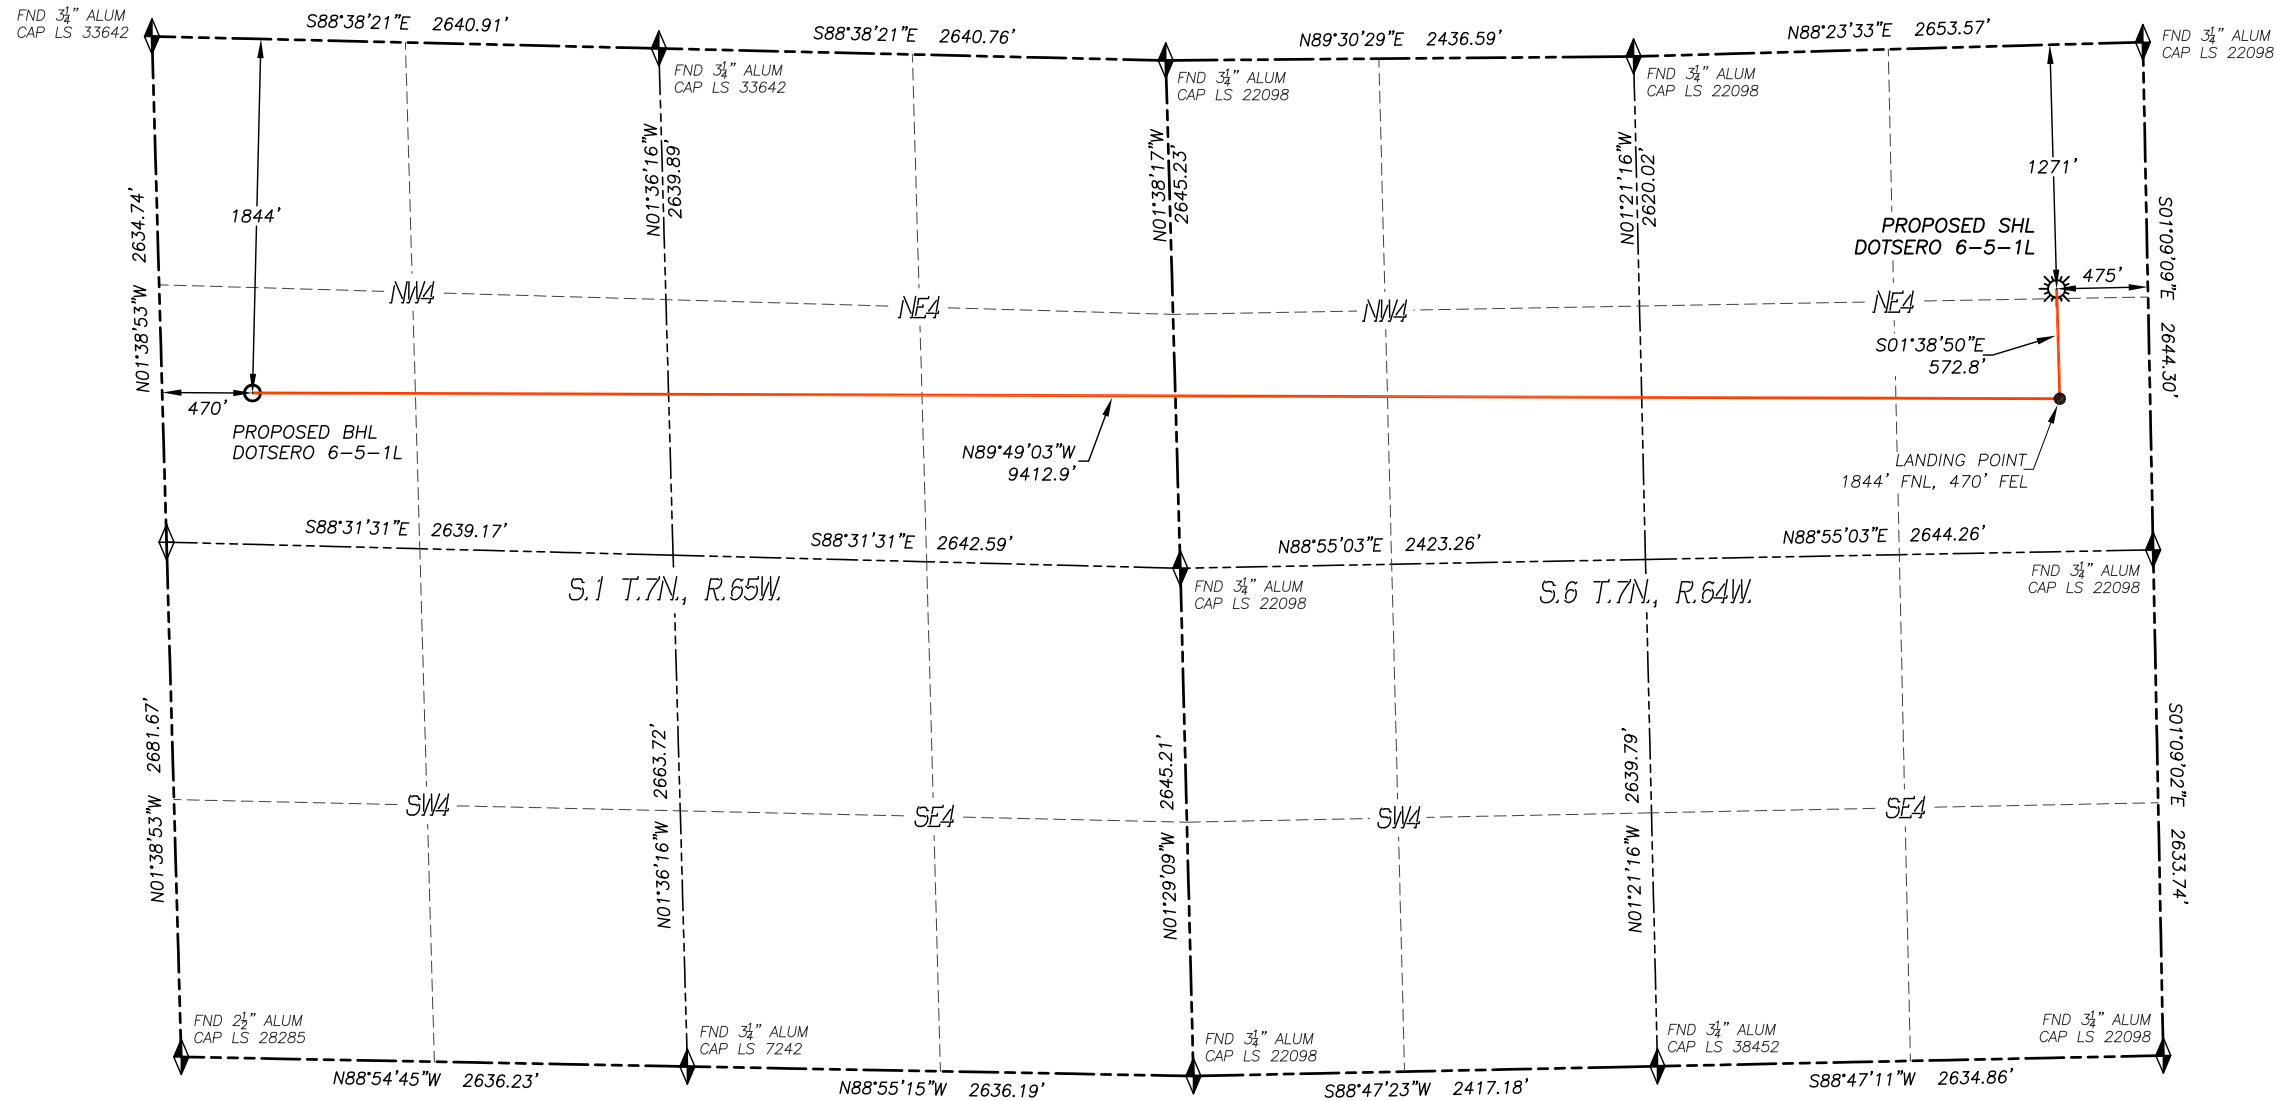 FND 3¼” ALUM
CAP LS 33642
S88°38'21”E 2640.91'
S88°38'21”E 2640.76'
N89°30'29”E 2436.59'
N88°23'33”E 2653.57'
FND 3¼” ALUM
CAP LS 22098
FND 3¼” ALUM
CAP LS 33642
FND 3¼” ALUM
CAP LS 22098
FND 3¼” ALUM
CAP LS 22098
N01°38'53”W 2634.74'
1844'
N01°36'16”W
2639.89'
N01°38'17”W
2645.23'
N01°21'16”W
2620.02'
1271'
PROPOSED SHL
DOTSERO 6-5-1L
475'
S01°09'09”E 2644.30'
NW4
NE4
NW4
NE4
S01°38'50”E
572.8'
470'
PROPOSED BHL
DOTSERO 6-5-1L
N89°49'03”W
9412.9'
LANDING POINT
1844' FNL, 470' FEL
S88°31'31”E 2639.17'
S88°31'31”E 2642.59'
N88°55'03”E 2423.26'
N88°55'03”E 2644.26'
S.1 T.7N., R.65W.
FND 3¼” ALUM
CAP LS 22098
S.6 T.7N., R.64W.
FND 3¼” ALUM
CAP LS 22098
N01°38'53”W 2681.67'
N01°36'16”W 2663.72'
N01°29'09”W 2645.21'
N01°21'16”W 2639.79'
S01°09'02”E 2633.74'
SW4
SE4
SW4
SE4
FND 2½” ALUM
CAP LS 28285
FND 3¼” ALUM
CAP LS 7242
FND 3¼” ALUM
CAP LS 22098
FND 3¼” ALUM
CAP LS 38452
FND 3¼” ALUM
CAP LS 22098
N88°54'45”W 2636.23'
N88°55'15”W 2636.19'
S88°47'23”W 2417.18'
S88°47'11”W 2634.86'